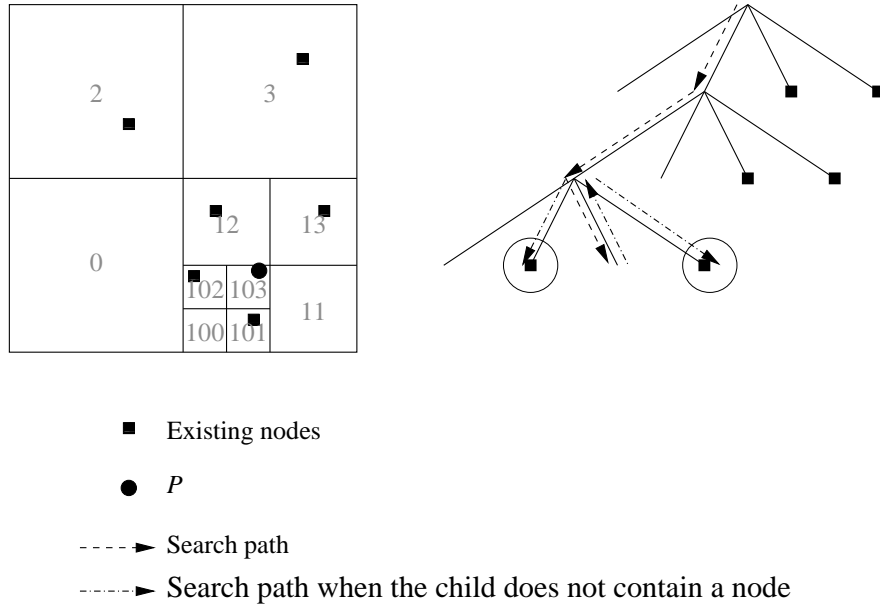 2 3
12 13
0
102 103
11
100 101
Existing nodes
P
Search path
Search path when the child does not contain a node